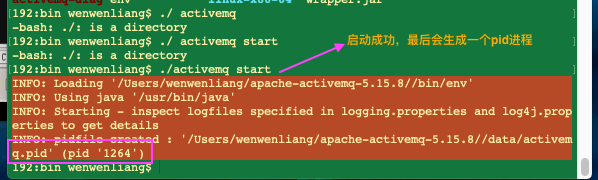 activemq-diag env linux-x86-64 wrapper.jar
[192:bin wenwenliang$ ./ activemq ]
-bash: ./: is a directory
[192:bin wenwenliang$ ./ activemq start ]
-bash: ./: is a directory
[192:bin wenwenliang$ ./activemq start ]
启动成功，最后会生成一个pid进程
INFO: Loading '/Users/wenwenliang/apache-activemq-5.15.8//bin/env'
INFO: Using java '/usr/bin/java'
INFO: Starting - inspect logfiles specified in logging.properties and log4j.prop
erties to get details
INFO: pidfile created : '/Users/wenwenliang/apache-activemq-5.15.8//data/activem
q.pid' (pid '1264')
192:bin wenwenliang$